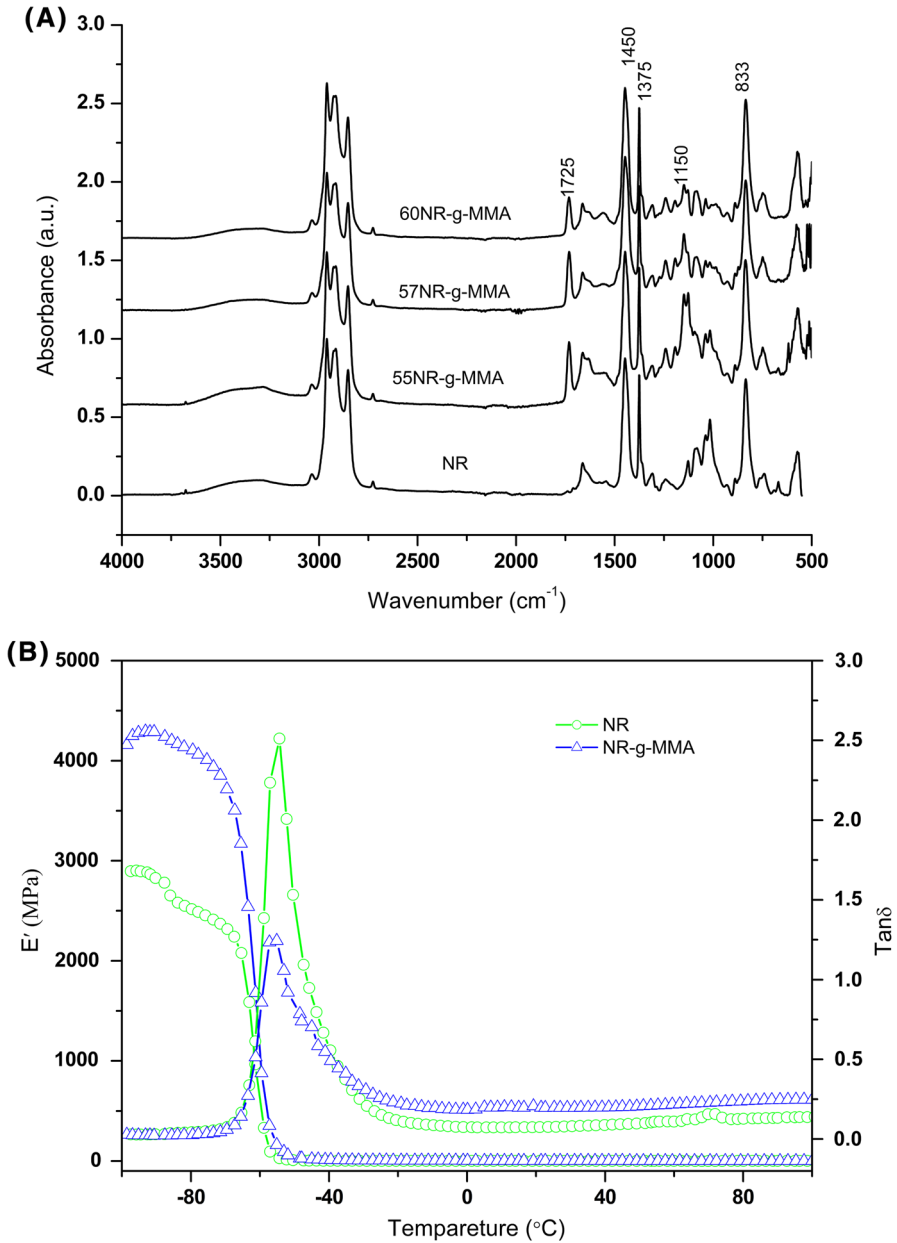 (A)
3.0
2.5
2.0
1.5
1.0
0.5
0.0
Absorbance (a.u.)
1725
1450
1375
1150
833
60NR-g-MMA
57NR-g-MMA
55NR-g-MMA
NR
4000 3500 3000 2500 2000 1500 1000 500
Wavenumber (cm-1)
(B)
5000
4000
3000
2000
1000
0
E′ (MPa)
NR
NR-g-MMA
3.0
2.5
2.0
1.5
1.0
0.5
0.0
Tanδ
-80 -40 0 40 80
Tempareture (°C)